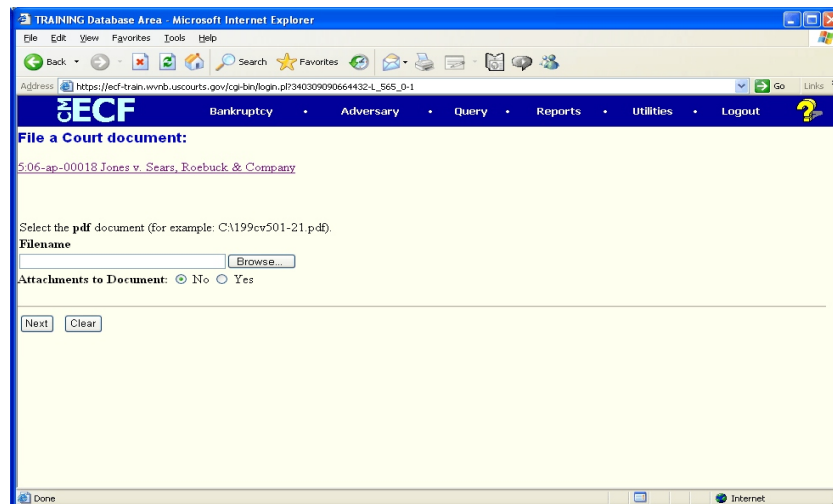 TRAINING Database Area - Microsoft Internet Explorer
File Edit View Favorites Tools Help
Back Search Favorites
Address https://ecf-train.wvnb.uscourts.gov/cgi-bin/login.pl?340309090664432-L_565_0-1 Go Links »
CM ECF Bankruptcy • Adversary • Query • Reports • Utilities • Logout ?
File a Court document:
5:06-ap-00018 Jones v. Sears, Roebuck & Company
Select the pdf document (for example: C:\199cv501-21.pdf).
Filename
Browse...
Attachments to Document: No Yes
Next Clear
Done Internet